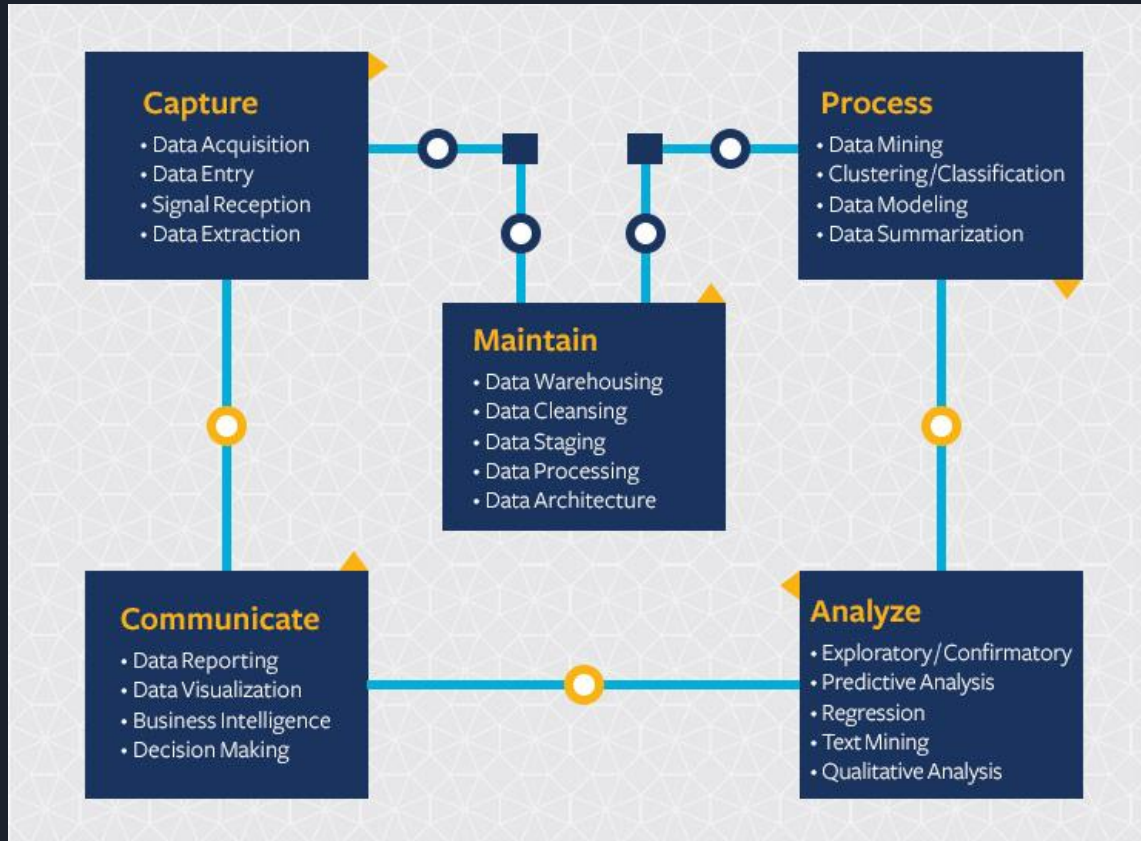 Capture
• Data Acquisition
• Data Entry
• Signal Reception
• Data Extraction
Process
• Data Mining
• Clustering/Classification
• Data Modeling
• Data Summarization
Maintain
• Data Warehousing
• Data Cleansing
• Data Staging
• Data Processing
• Data Architecture
Communicate
• Data Reporting
• Data Visualization
• Business Intelligence
• Decision Making
Analyze
• Exploratory/Confirmatory
• Predictive Analysis
• Regression
• Text Mining
• Qualitative Analysis